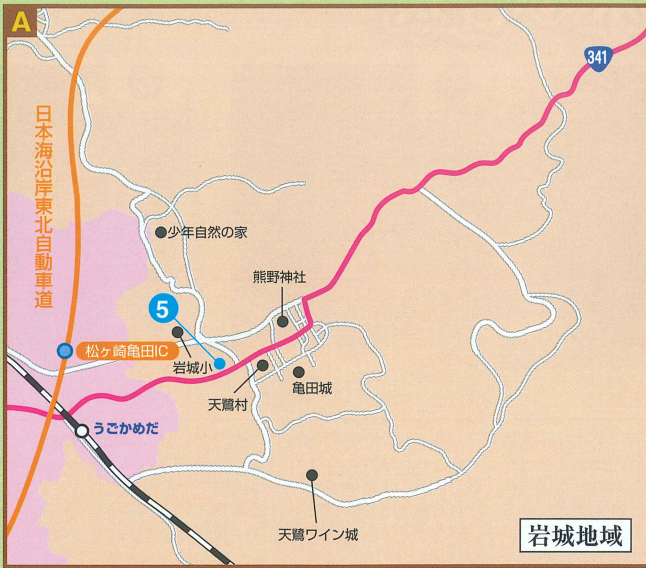 A
341
日本海沿岸東北自動車道
少年自然の家
熊野神社
5
松ヶ崎亀田IC
岩城小
天鷺村
亀田城
うごかめだ
天鷺ワイン城
岩城地域